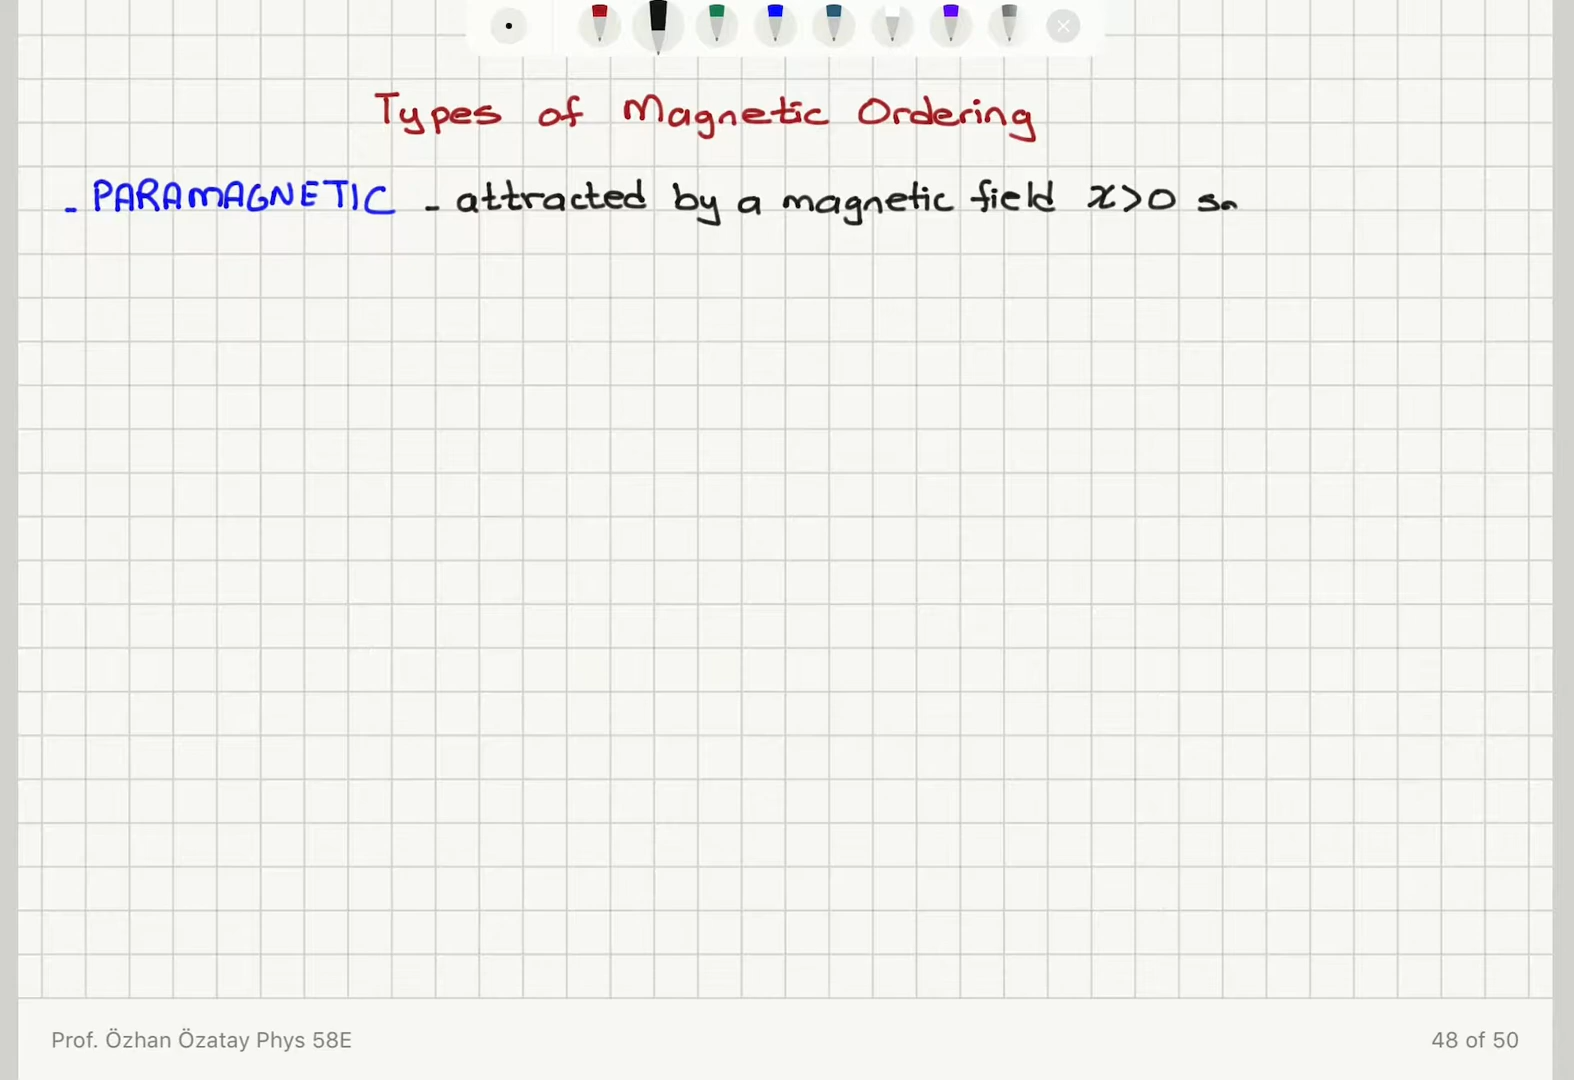 Types of Magnetic Ordering
- PARAMAGNETIC - attracted by a magnetic field x>0
Prof. Özhan Özatay Phys 58E
48 of 50